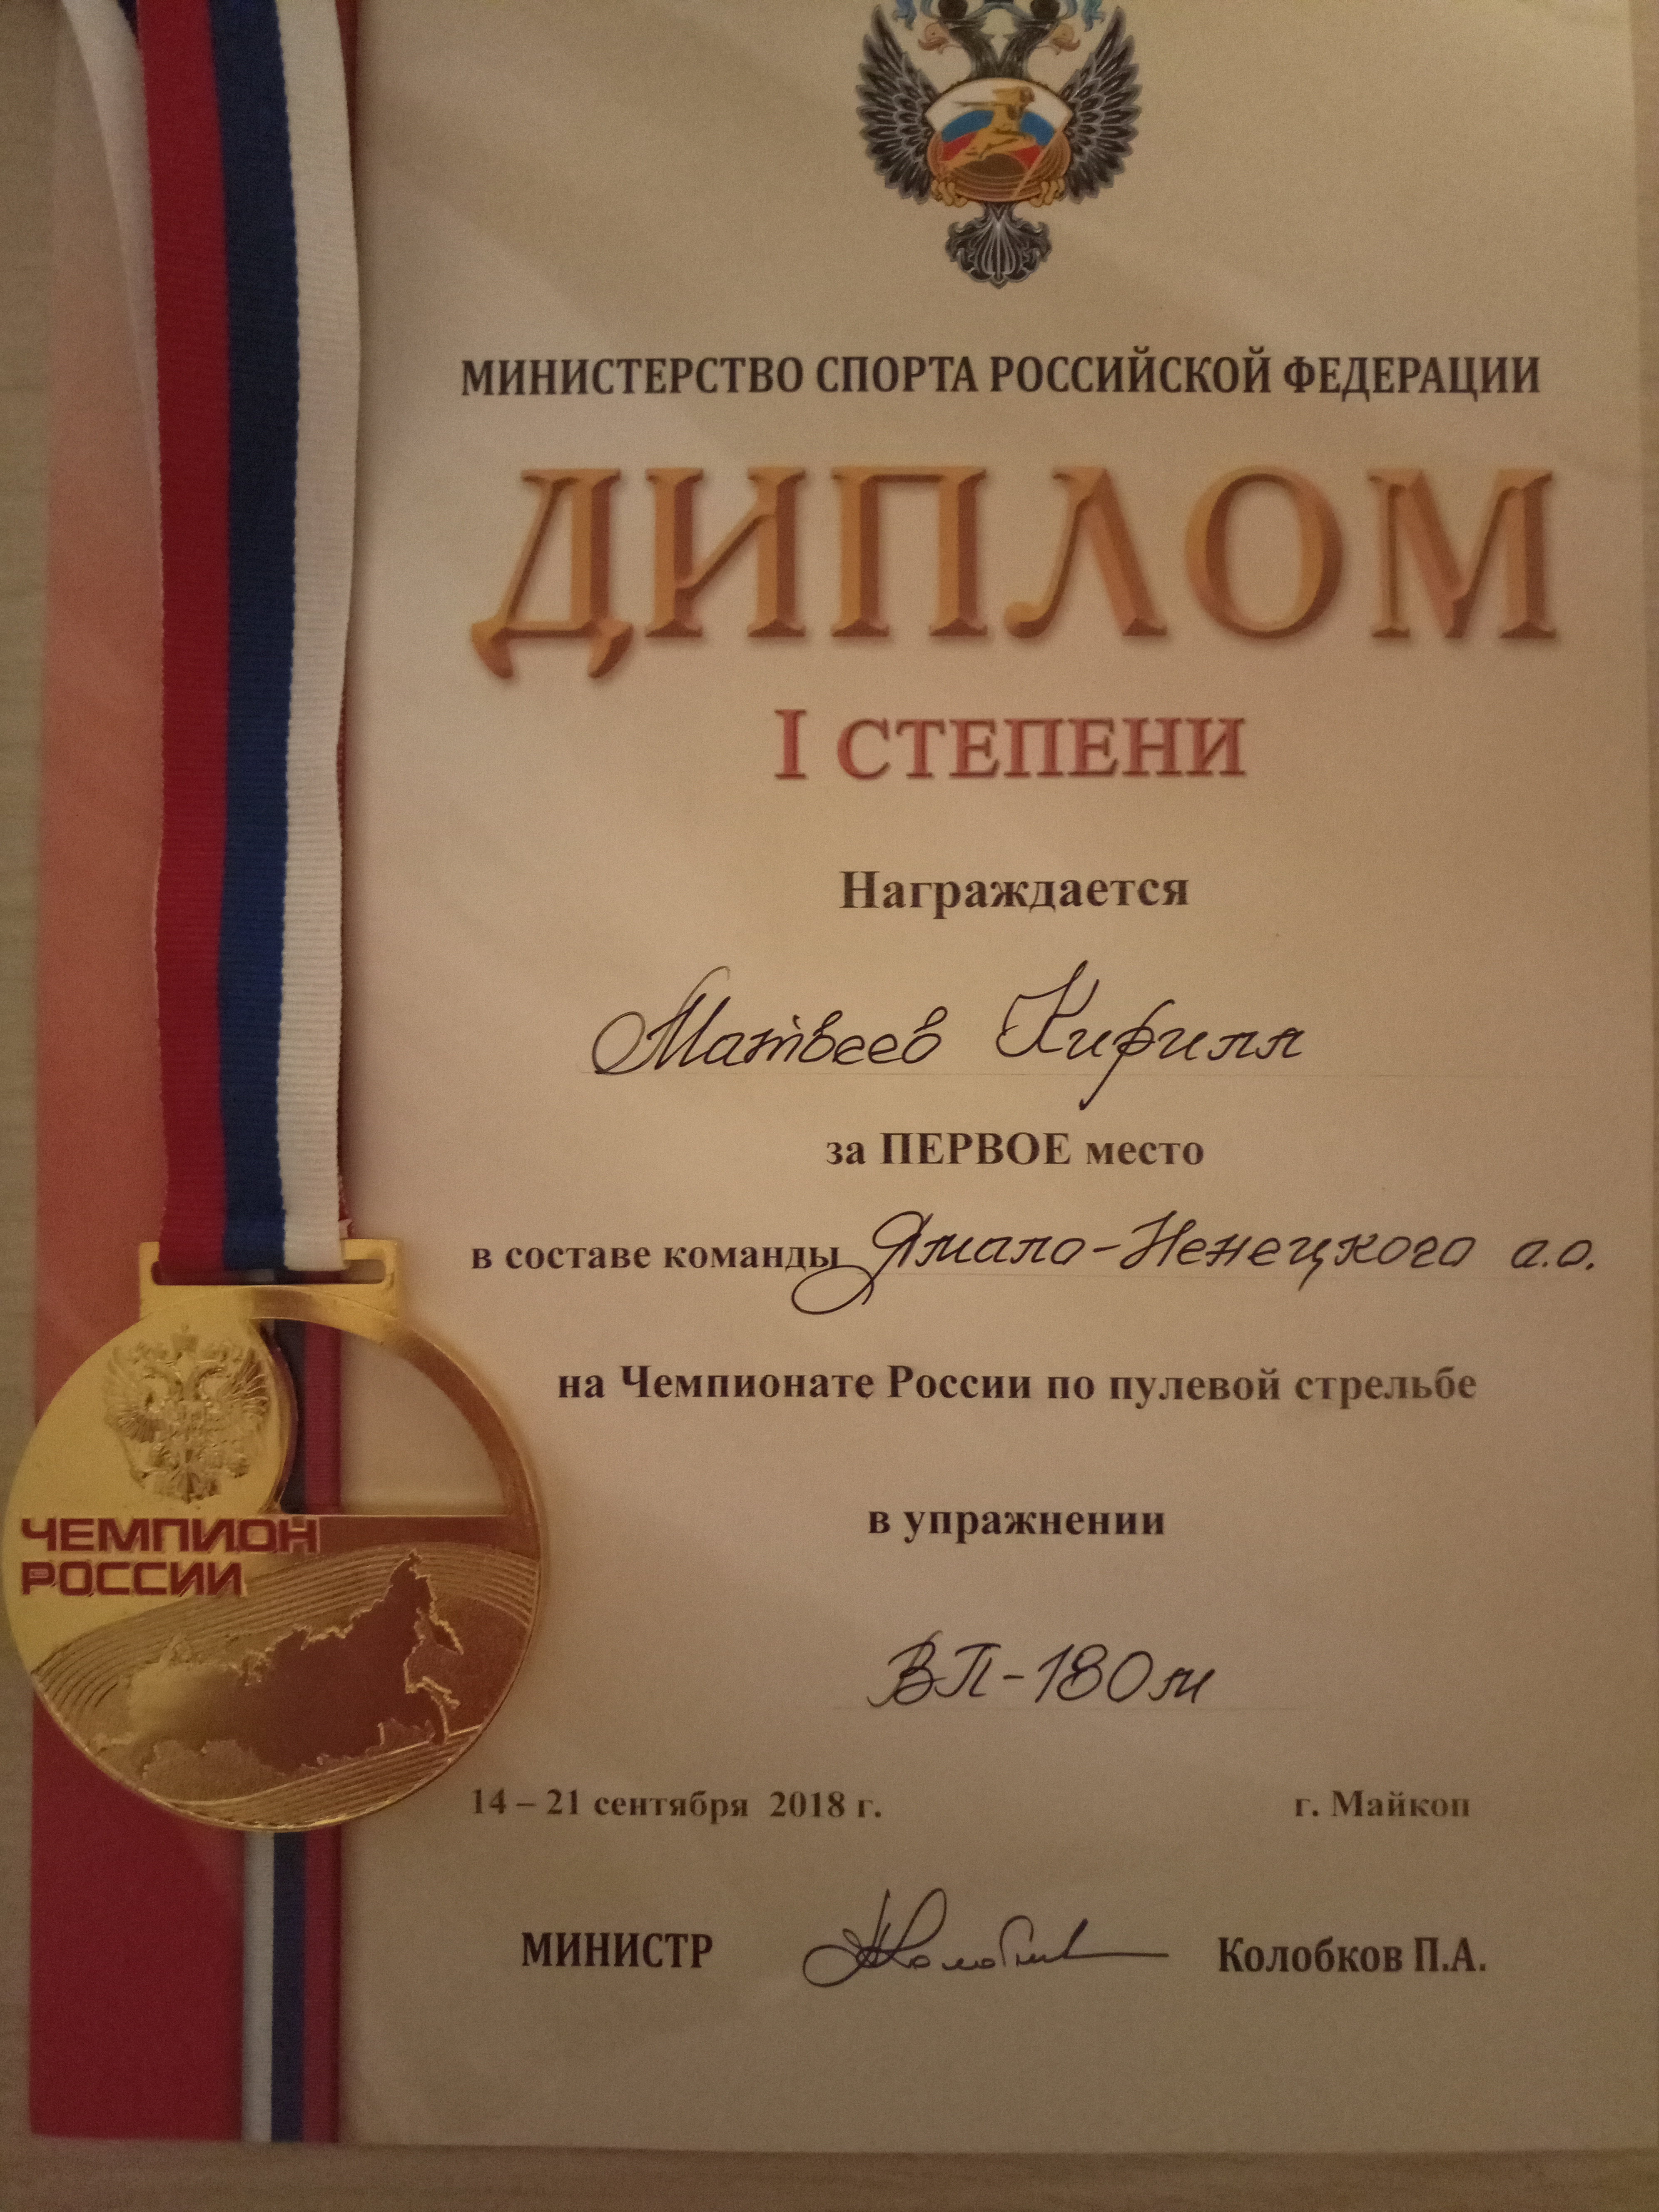 МИНИСТЕРСТВО СПОРТА РОССИЙСКОЙ ФЕДЕРАЦИИ
ДИПЛОМ
I СТЕПЕНИ
Награждается
Матвеев Кирилл
за ПЕРВОЕ место
в составе команды Ямало-Ненецкого а.о.
на Чемпионате России по пулевой стрельбе
в упражнении
ВП-180м
14 – 21 сентября 2018 г. г. Майкоп
МИНИСТР Колобков П.А.
ЧЕМПИОН
РОССИИ